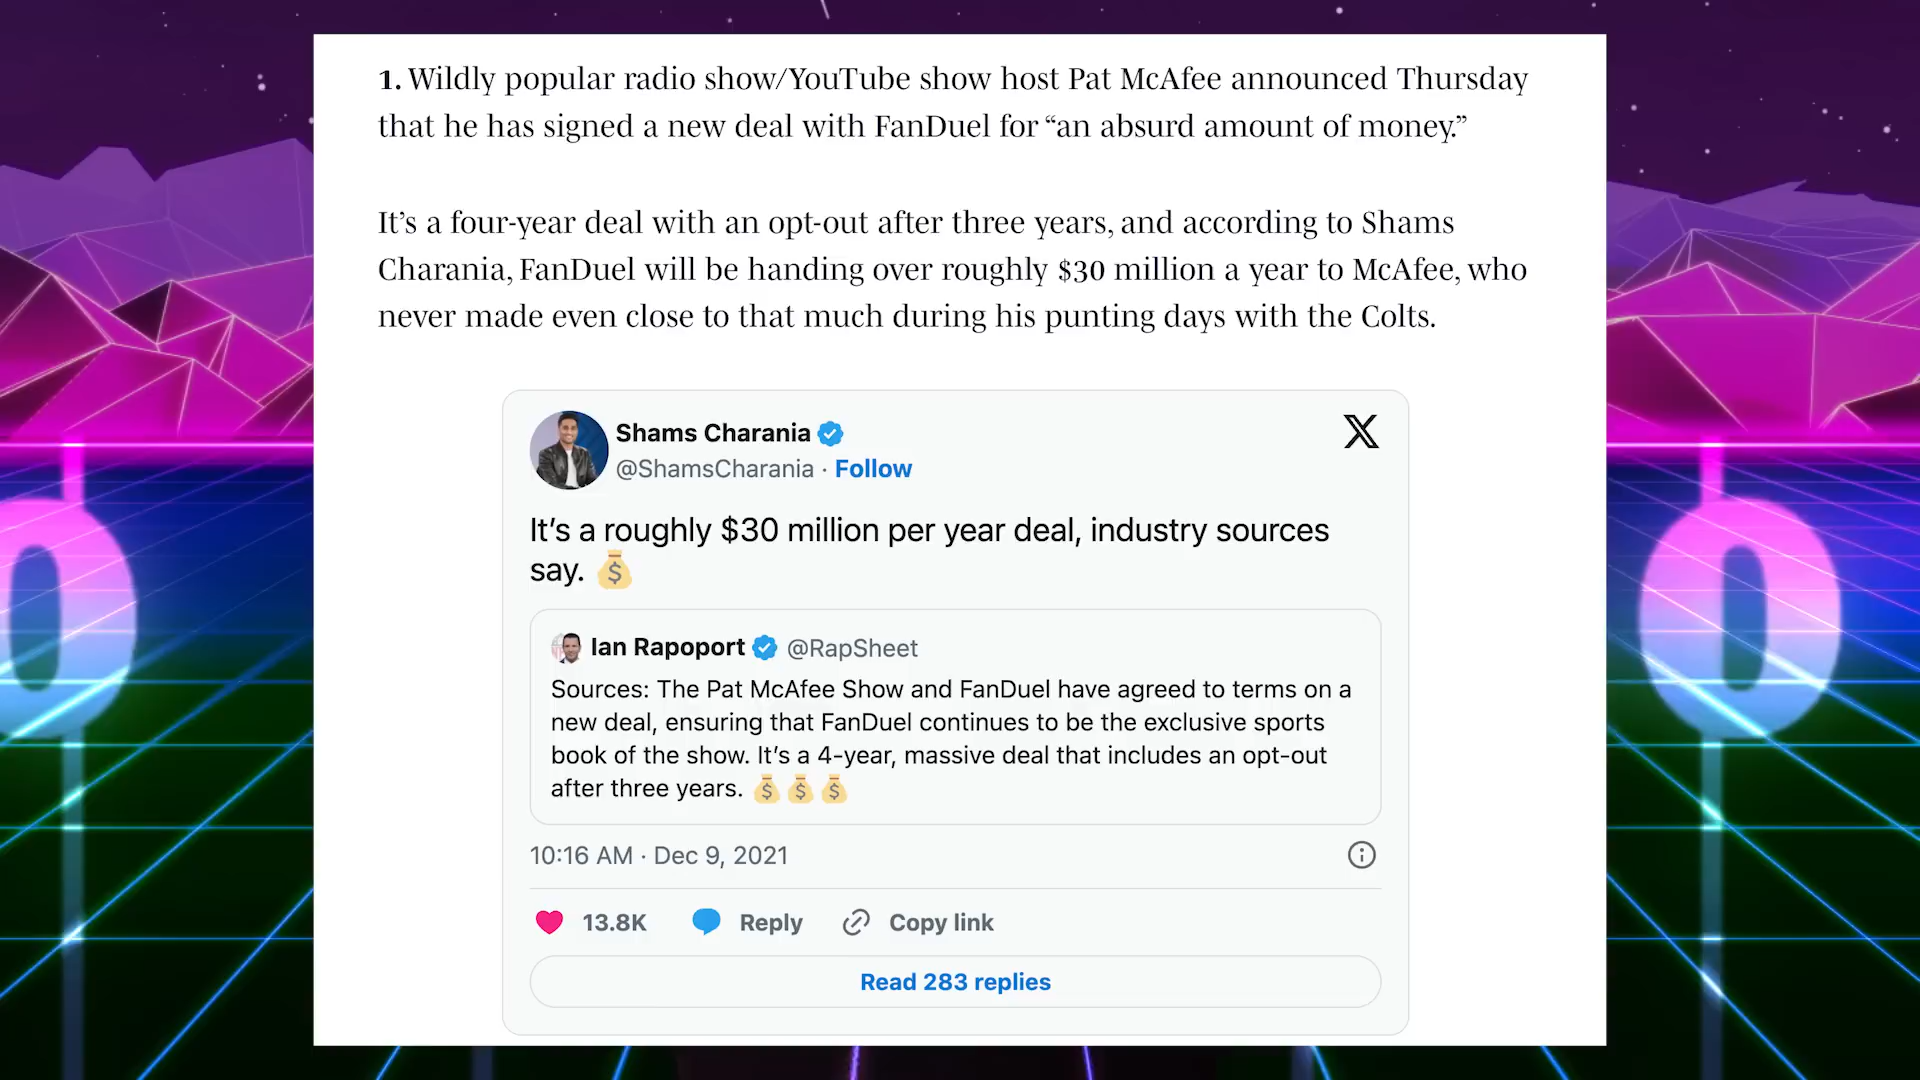 1. Wildly popular radio show/YouTube show host Pat McAfee announced Thursday
that he has signed a new deal with FanDuel for “an absurd amount of money.”
It’s a four-year deal with an opt-out after three years, and according to Shams
Charania, FanDuel will be handing over roughly $30 million a year to McAfee, who
never made even close to that much during his punting days with the Colts.
Shams Charania
@ShamsCharania · Follow
It’s a roughly $30 million per year deal, industry sources
say. 💰
Ian Rapoport @RapSheet
Sources: The Pat McAfee Show and FanDuel have agreed to terms on a
new deal, ensuring that FanDuel continues to be the exclusive sports
book of the show. It’s a 4-year, massive deal that includes an opt-out
after three years. 💰💰💰
10:16 AM · Dec 9, 2021
13.8K Reply Copy link
Read 283 replies